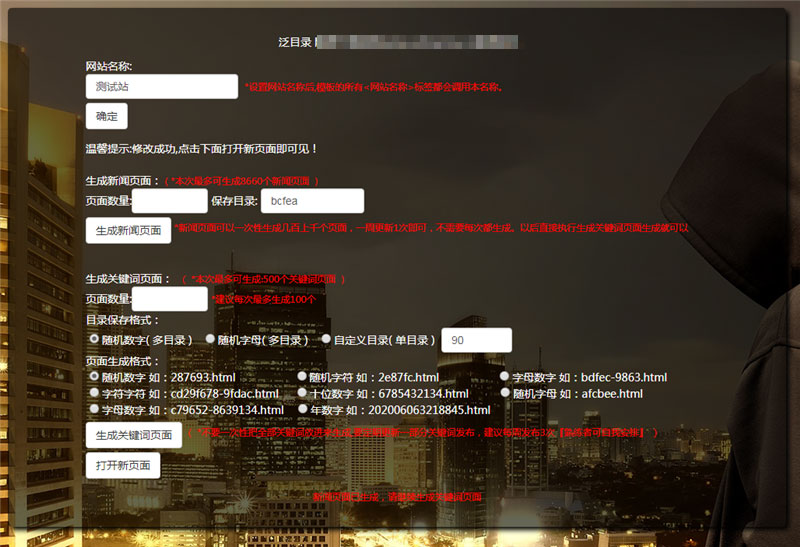 泛目录
网站名称:
测试站 *设置网站名称后,模板的所有<网站名称>标签都会调用本名称。
确定
温馨提示:修改成功,点击下面打开新页面即可见！
生成新闻页面：（ *本次最多可生成8660个新闻页面 ）
页面数量: 保存目录: bcfea
生成新闻页面 *新闻页面可以一次性生成几百上千个页面，一周更新1次即可，不需要每次都生成。以后直接执行生成关键词页面生成就可以
生成关键词页面：（ *本次最多可生成:500个关键词页面 ）
页面数量: *建议每次最多生成100个
目录保存格式：
随机数字( 多目录 ) 随机字母( 多目录 ) 自定义目录( 单目录 ) 90
页面生成格式：
随机数字 如：287693.html 随机字符 如：2e87fc.html 字母数字 如：bdfec-9863.html
字符字符 如：cd29f678-9fdac.html 十位数字 如：6785432134.html 随机字母 如：afcbee.html
字母数字 如：c79652-8639134.html 年数字 如：202006063218845.html
生成关键词页面
打开新页面